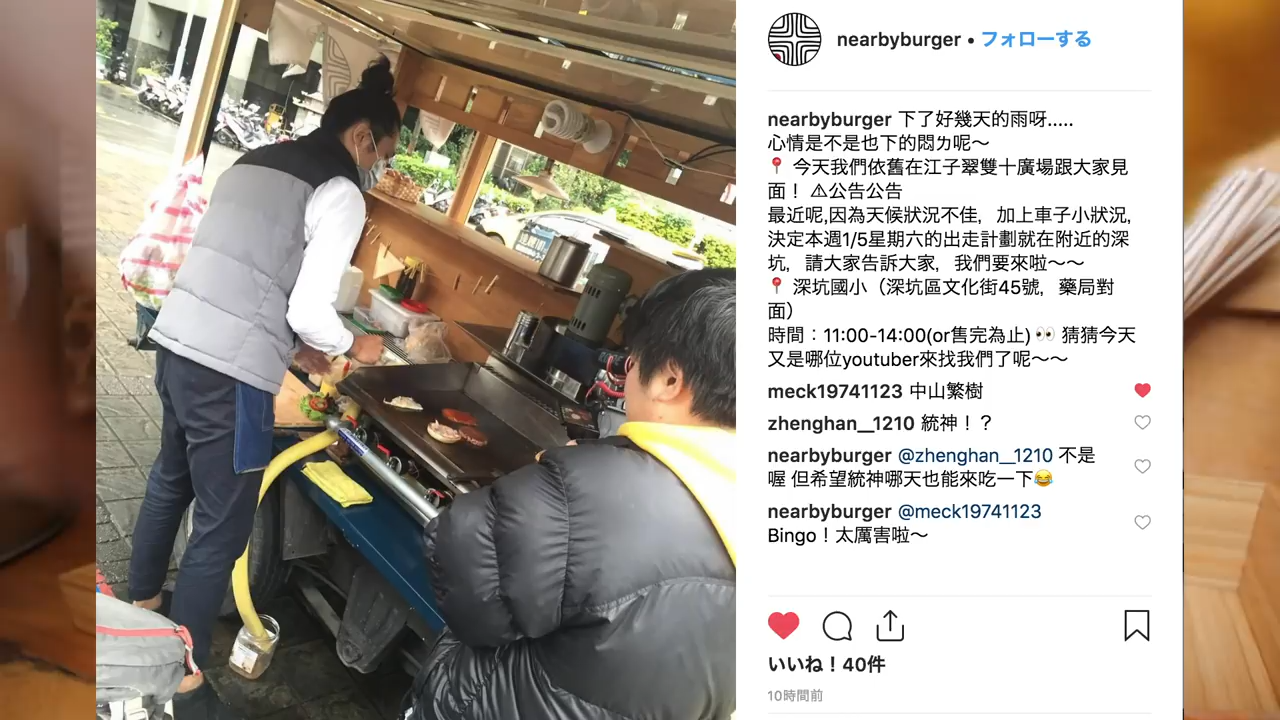 nearbyburger • フォローする
nearbyburger 下了好幾天的雨呀.....
心情是不是也下的悶ㄌ呢～
📍 今天我們依舊在江子翠雙十廣場跟大家見
面！ ⚠公告公告
最近呢,因為天候狀況不佳，加上車子小狀況,
決定本週1/5星期六的出走計劃就在附近的深
坑，請大家告訴大家，我們要來啦～～
📍 深坑國小（深坑區文化街45號，藥局對
面）
時間：11:00-14:00(or售完為止) 👀 猜猜今天
又是哪位youtuber來找我們了呢～～
meck19741123 中山繁樹
zhenghan__1210 統神！？
nearbyburger @zhenghan__1210 不是
喔 但希望統神哪天也能來吃一下😂
nearbyburger @meck19741123
Bingo！太厲害啦～
いいね！40件
10時間前